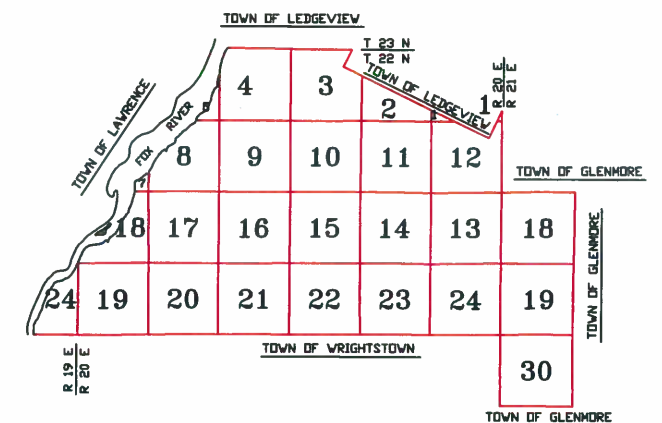 TOWN OF LEDGEVIEW
T 23 N
T 22 N
TOWN OF LEDGEVIEW
R 20 E
R 21 E
TOWN OF LAWRENCE
FOX RIVER
4 3 2 1
8 9 10 11 12
TOWN OF GLENMORE
7
18 17 16 15 14 13 18
TOWN OF GLENMORE
24 19 20 21 22 23 24 19
R 19 E
R 20 E
TOWN OF WRIGHTSTOWN
30
TOWN OF GLENMORE